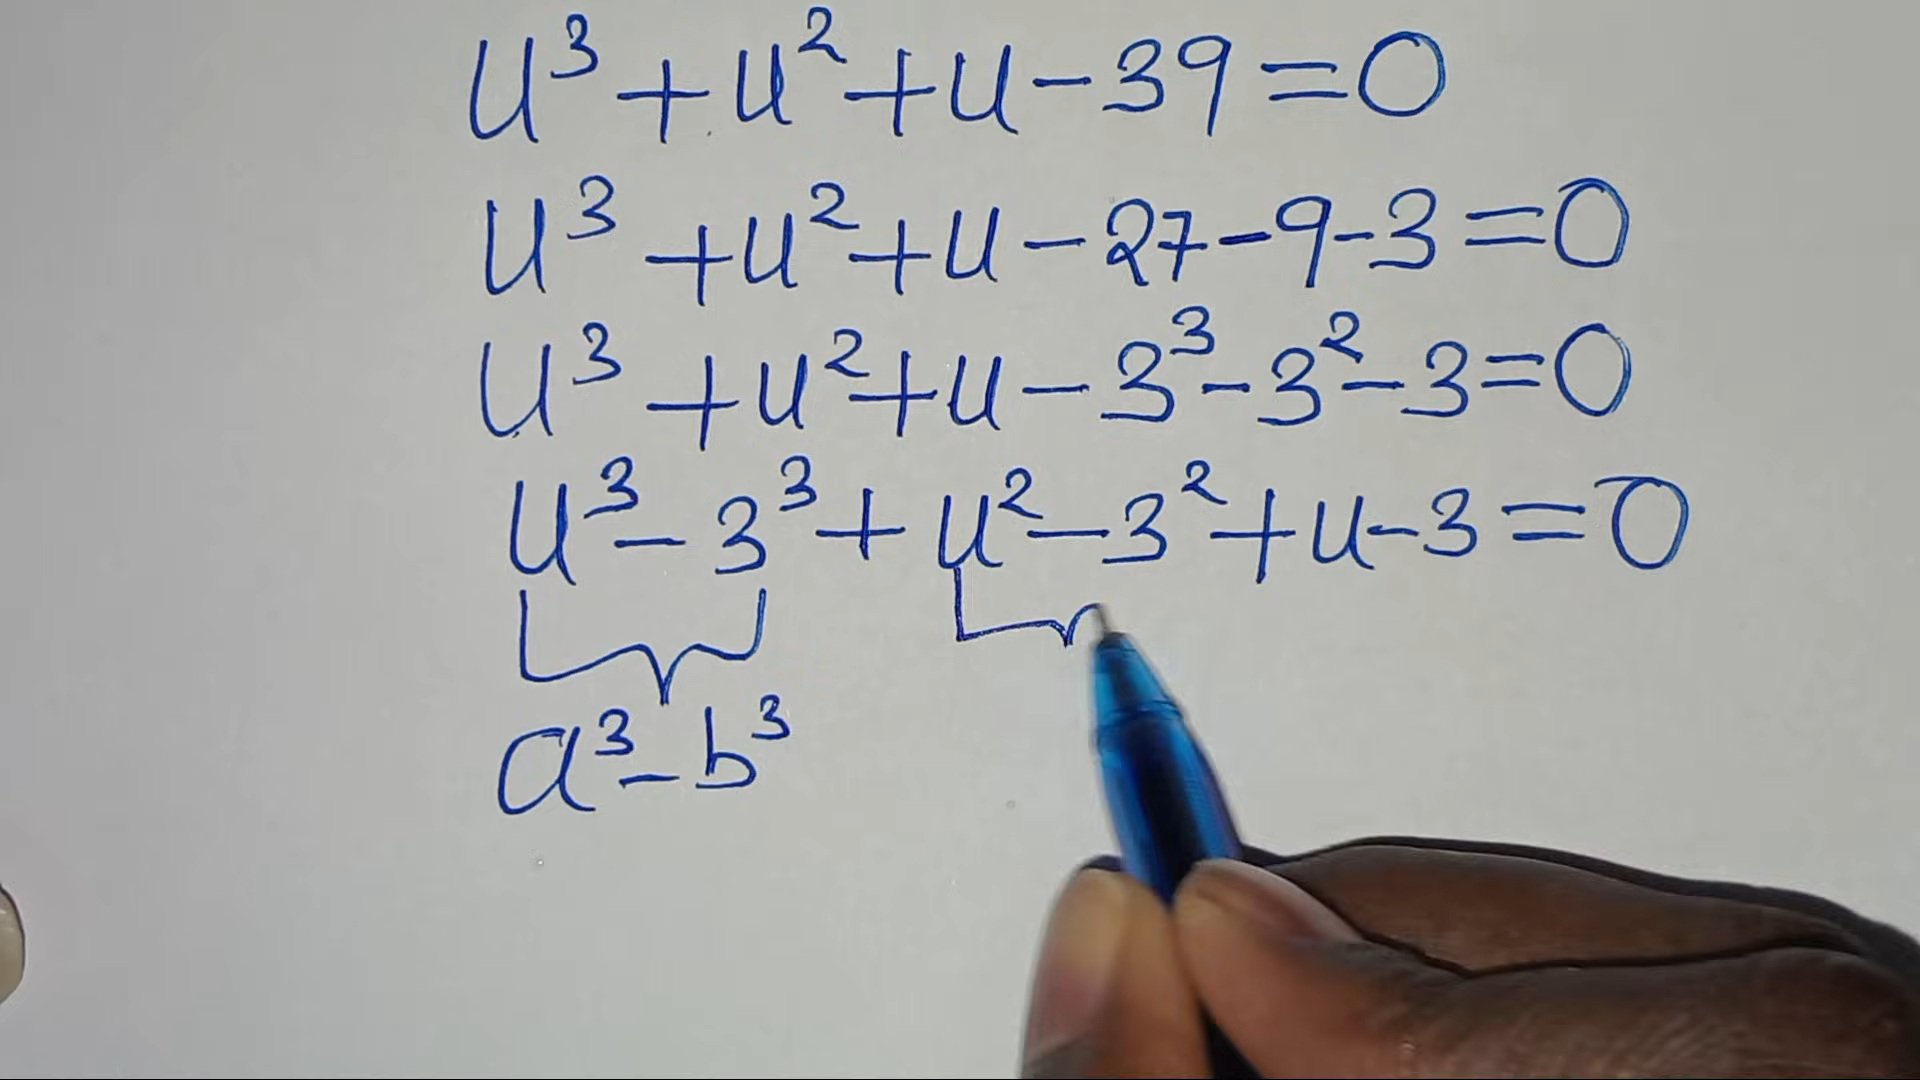 U³ + U² + U - 39 = 0
U³ + U² + U - 27 - 9 - 3 = 0
U³ + U² + U - 3³ - 3² - 3 = 0
U³ - 3³ + U² - 3² + U - 3 = 0
a³ - b³